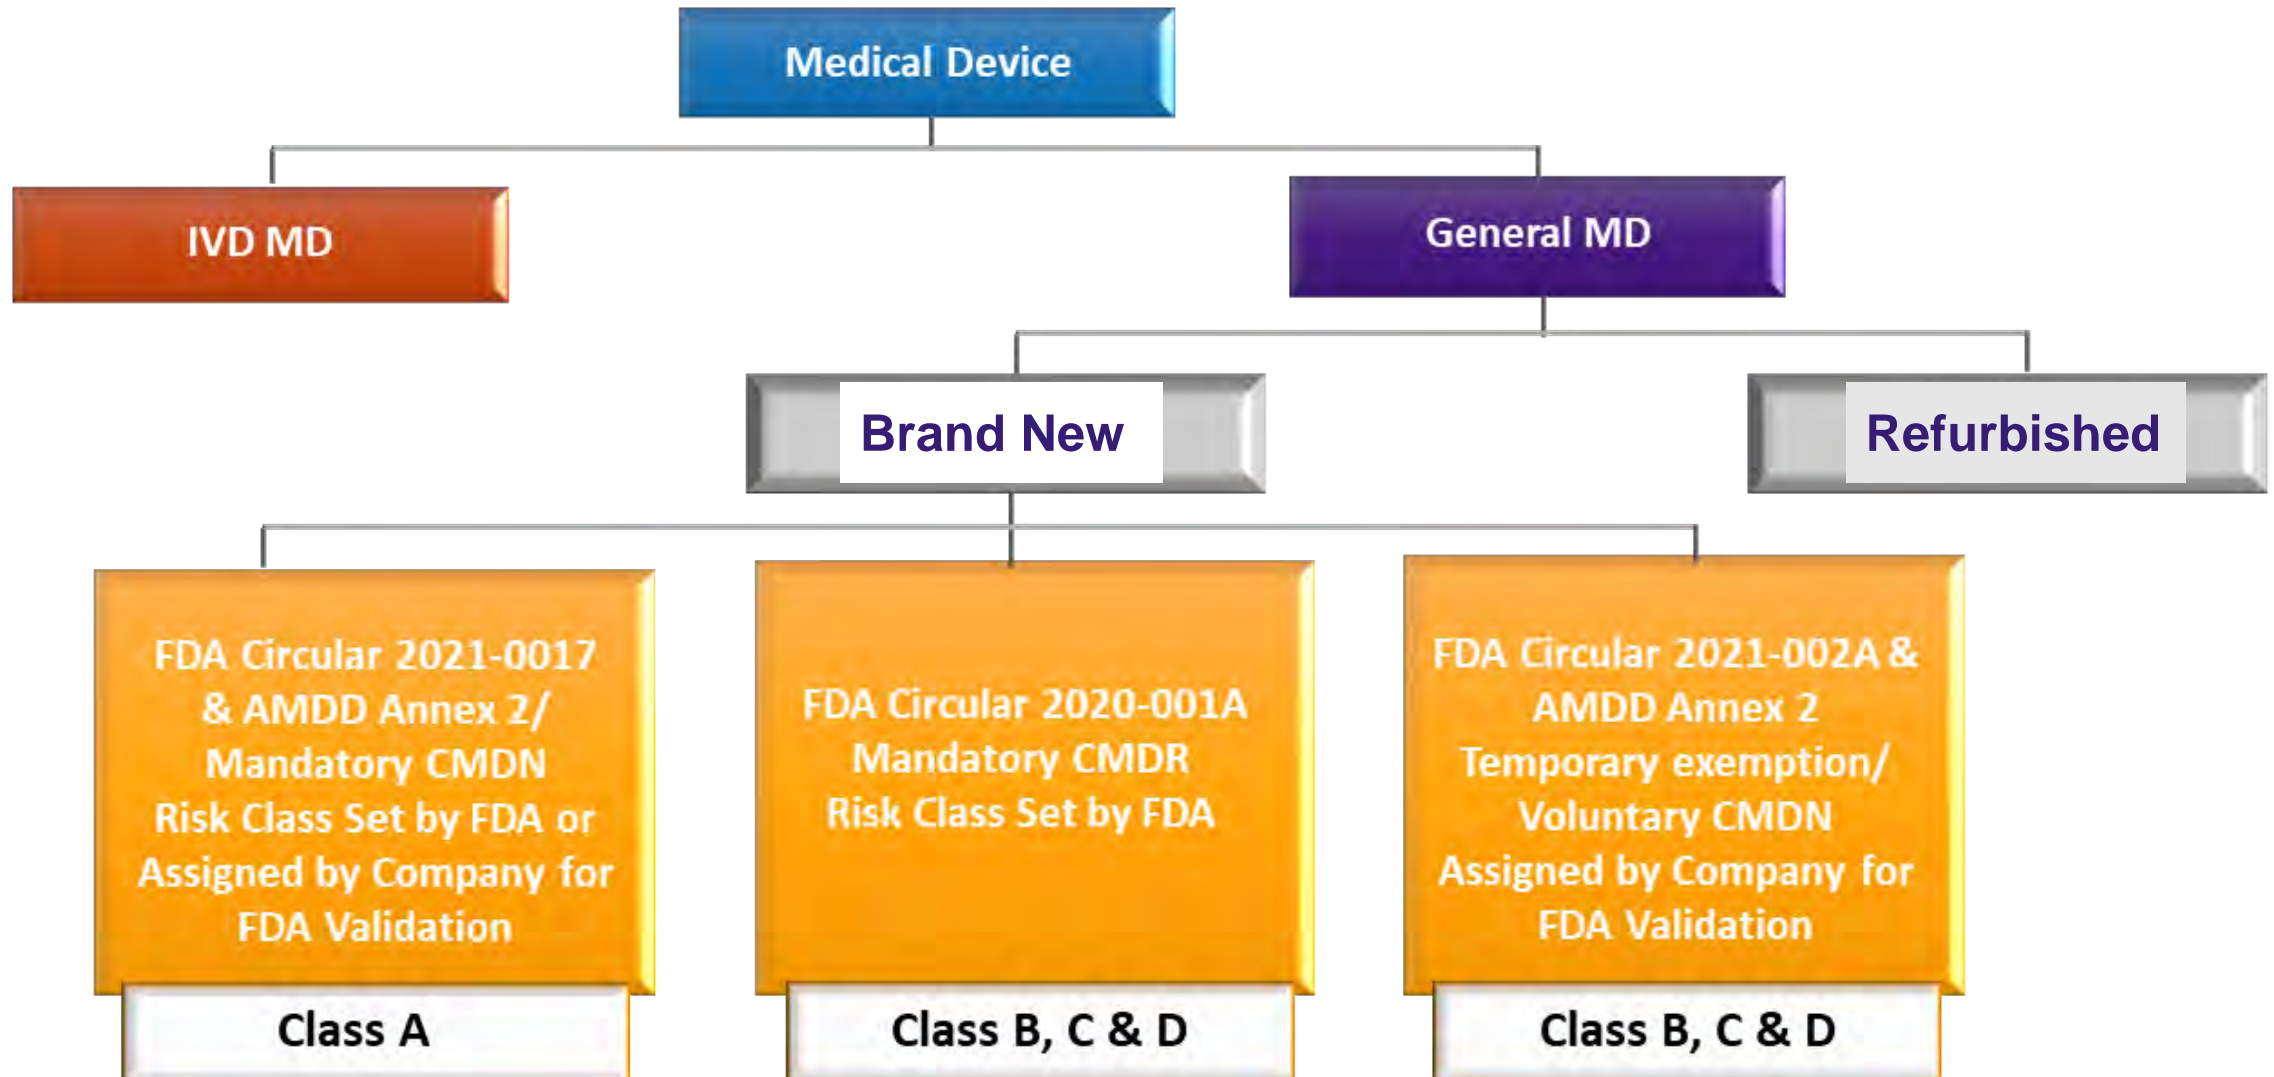 Medical Device
IVD MD
General MD
Brand New
Refurbished
FDA Circular 2021-0017
& AMDD Annex 2/
Mandatory CMDN
Risk Class Set by FDA or
Assigned by Company for
FDA Validation
Class A
FDA Circular 2020-001A
Mandatory CMDR
Risk Class Set by FDA
Class B, C & D
FDA Circular 2021-002A &
AMDD Annex 2
Temporary exemption/
Voluntary CMDN
Assigned by Company for
FDA Validation
Class B, C & D